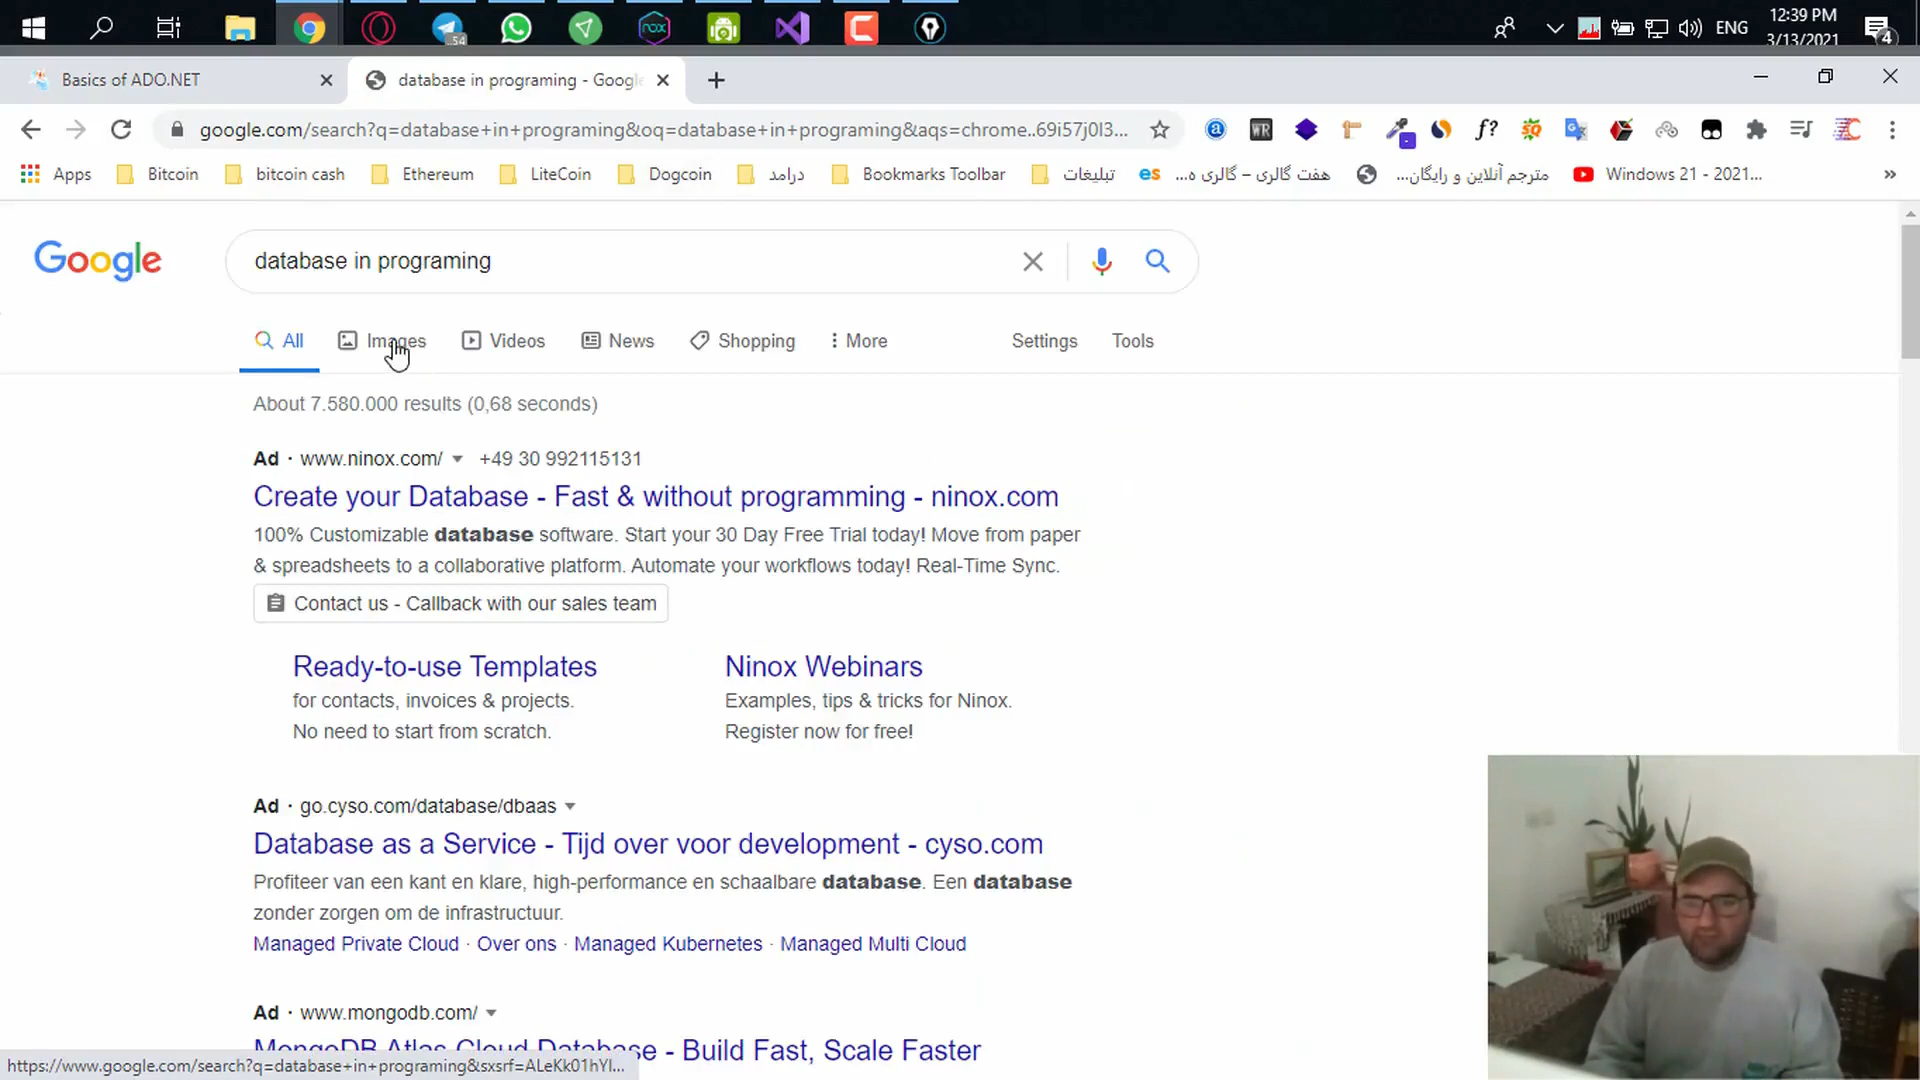 54
nox
ENG
12:39 PM
3/13/2021
4
Basics of ADO.NET
database in programing - Googl
google.com/search?q=database+in+programing&oq=database+in+programing&aqs=chrome..69i57j0l3...
WR
f?
Apps
Bitcoin
bitcoin cash
Ethereum
LiteCoin
Dogcoin
درامد
Bookmarks Toolbar
تبلیغات
es
هفت گالری – گالری ه...
مترجم آنلاین و رایگان...
Windows 21 - 2021...
»
Google
database in programing
All
Images
Videos
News
Shopping
More
Settings
Tools
About 7.580.000 results (0,68 seconds)
Ad · www.ninox.com/ +49 30 992115131
Create your Database - Fast & without programming - ninox.com
100% Customizable database software. Start your 30 Day Free Trial today! Move from paper
& spreadsheets to a collaborative platform. Automate your workflows today! Real-Time Sync.
Contact us - Callback with our sales team
Ready-to-use Templates
for contacts, invoices & projects.
No need to start from scratch.
Ninox Webinars
Examples, tips & tricks for Ninox.
Register now for free!
Ad · go.cyso.com/database/dbaas
Database as a Service - Tijd over voor development - cyso.com
Profiteer van een kant en klare, high-performance en schaalbare database. Een database
zonder zorgen om de infrastructuur.
Managed Private Cloud · Over ons · Managed Kubernetes · Managed Multi Cloud
Ad · www.mongodb.com/
MongoDB Atlas Cloud Database - Build Fast, Scale Faster
https://www.google.com/search?q=database+in+programing&sxsrf=ALeKk01hYl...